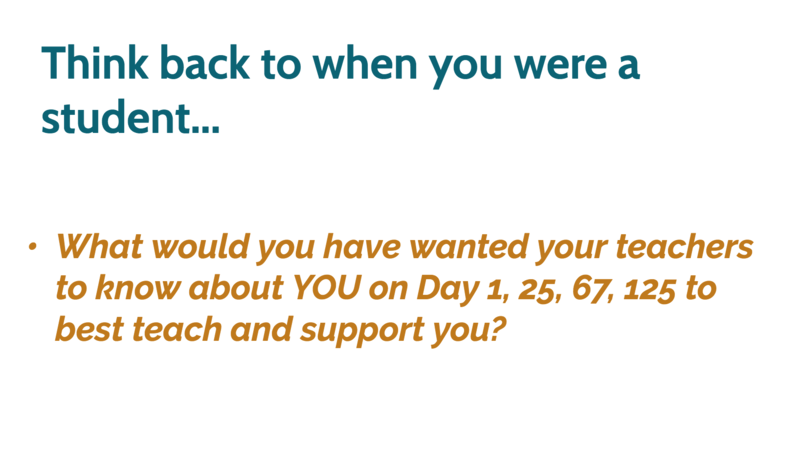 Think back to when you were a
student...
• What would you have wanted your teachers
to know about YOU on Day 1, 25, 67, 125 to
best teach and support you?